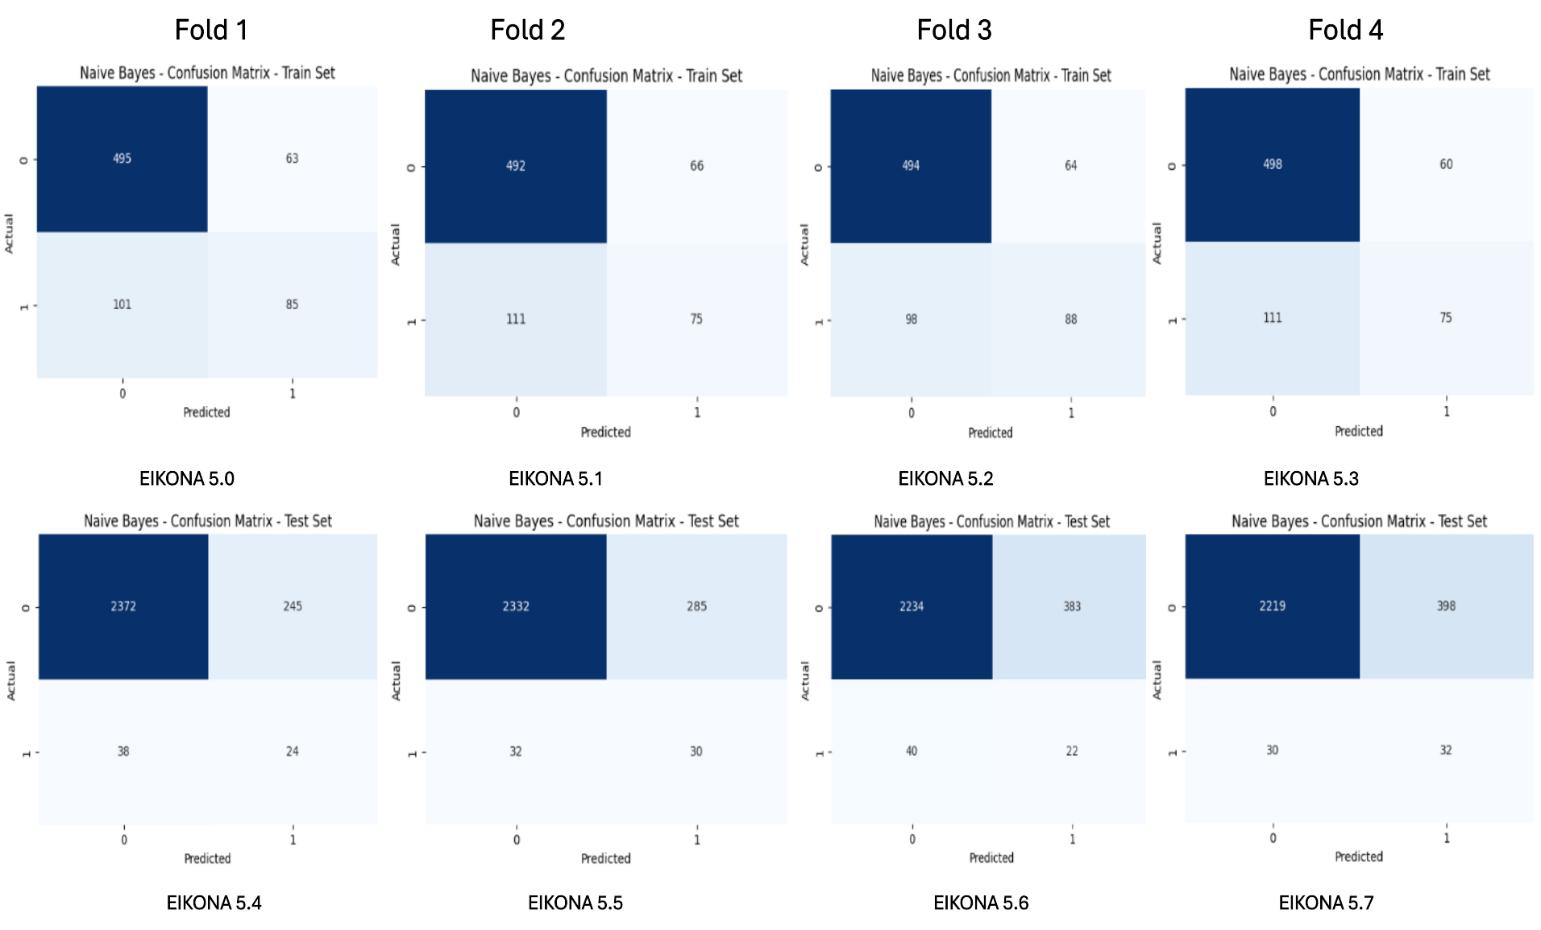 Fold 1
Fold 2
Fold 3
Fold 4
Naive Bayes - Confusion Matrix - Train Set
Actual
0
1
495
63
101
85
0
1
Predicted
EIKONA 5.0
Naive Bayes - Confusion Matrix - Train Set
Actual
0
1
492
66
111
75
0
1
Predicted
EIKONA 5.1
Naive Bayes - Confusion Matrix - Train Set
Actual
0
1
494
64
98
88
0
1
Predicted
EIKONA 5.2
Naive Bayes - Confusion Matrix - Train Set
Actual
0
1
498
60
111
75
0
1
Predicted
EIKONA 5.3
Naive Bayes - Confusion Matrix - Test Set
Actual
0
1
2372
245
38
24
0
1
Predicted
EIKONA 5.4
Naive Bayes - Confusion Matrix - Test Set
Actual
0
1
2332
285
32
30
0
1
Predicted
EIKONA 5.5
Naive Bayes - Confusion Matrix - Test Set
Actual
0
1
2234
383
40
22
0
1
Predicted
EIKONA 5.6
Naive Bayes - Confusion Matrix - Test Set
Actual
0
1
2219
398
30
32
0
1
Predicted
EIKONA 5.7